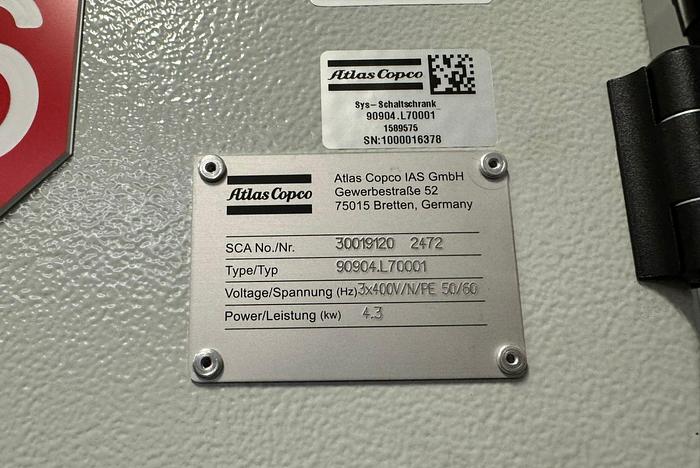 S
Atlas Copco
Sys-Schaltschrank_
90904.L70001
1589575
SN:1000016378
Atlas Copco
Atlas Copco IAS GmbH
Gewerbestraße 52
75015 Bretten, Germany
SCA No./Nr. 30019120 2472
Type/Typ 90904.L70001
Voltage/Spannung (Hz) 3x400V/N/PE 50/60
Power/Leistung (kw) 4.3